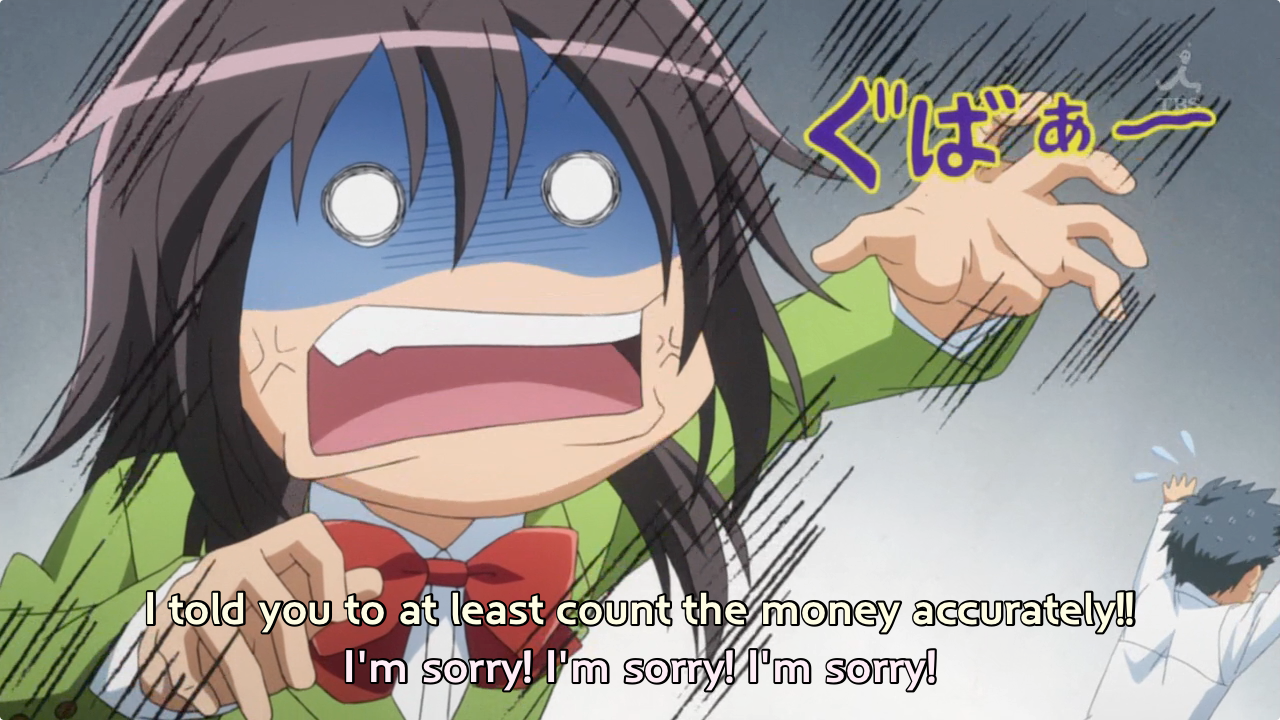 ぐばぁー
TBS
I told you to at least count the money accurately!!
I'm sorry! I'm sorry! I'm sorry!